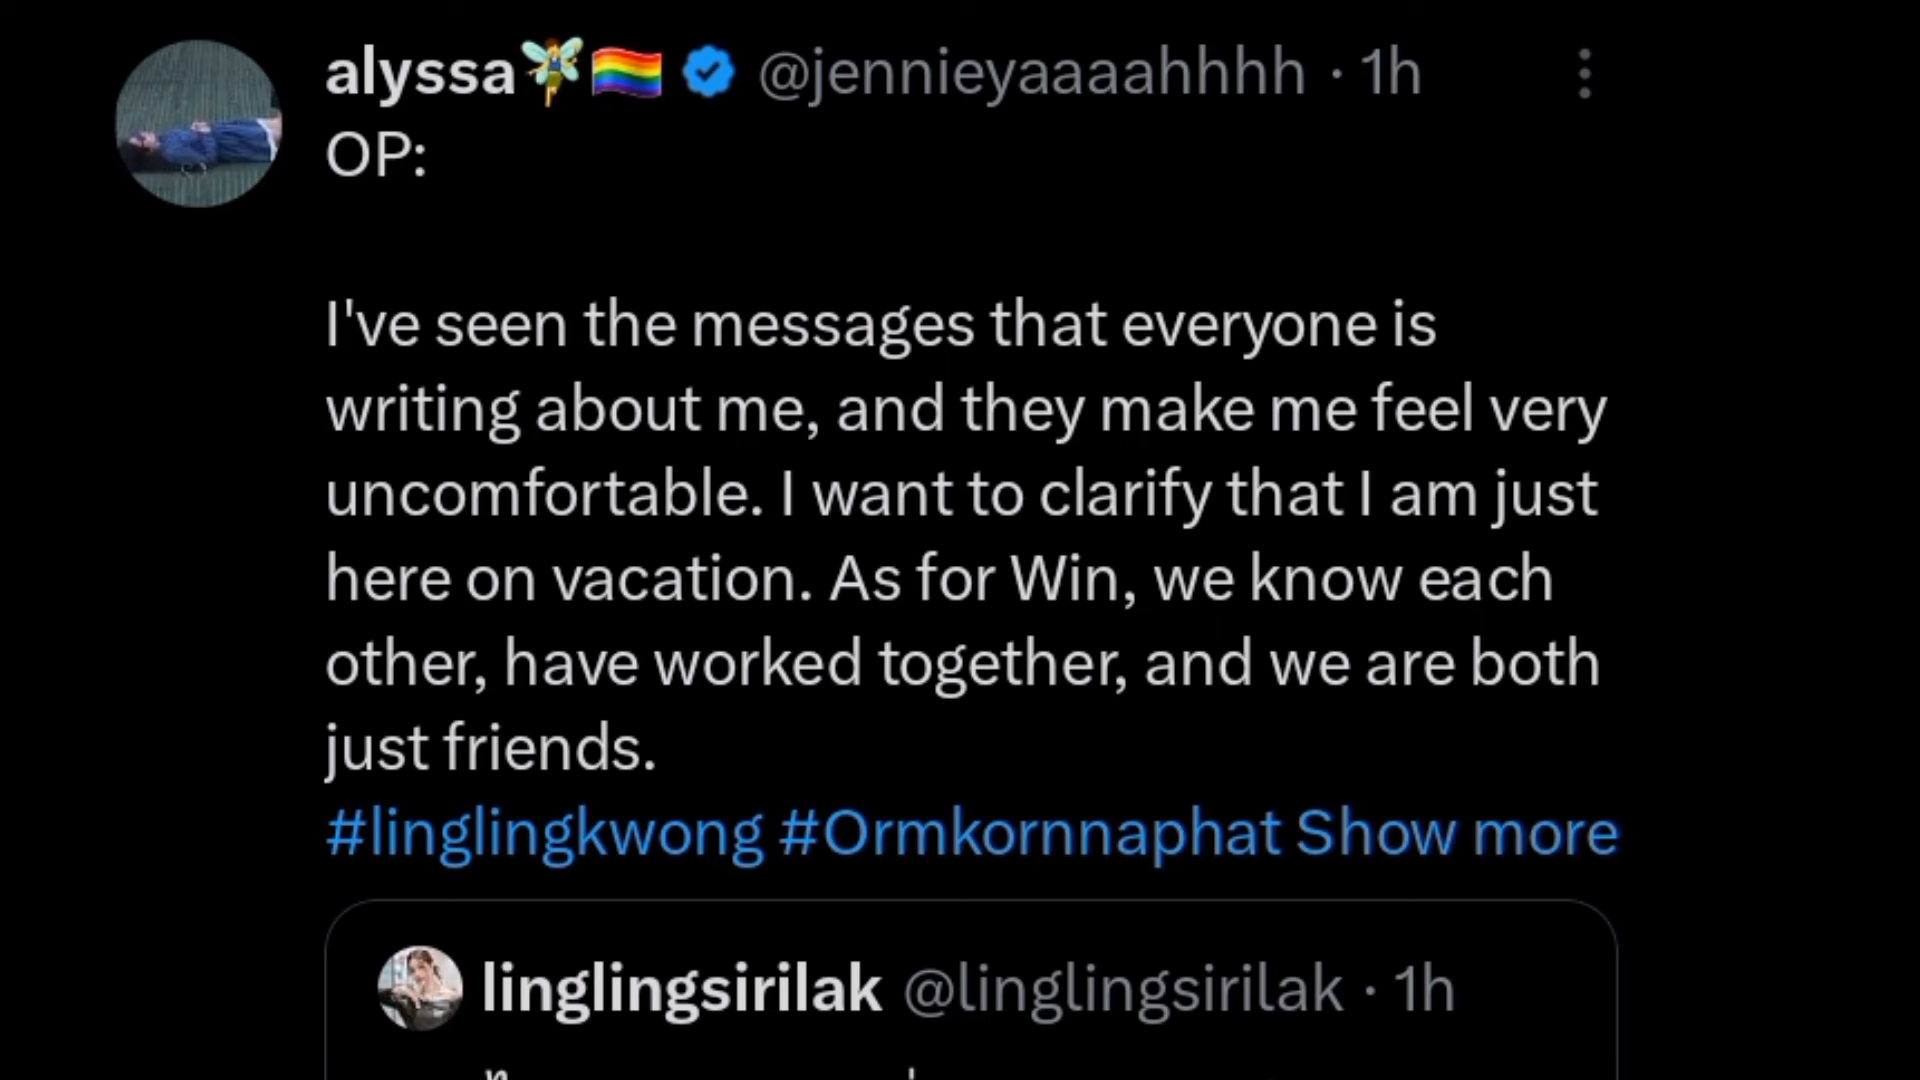 alyssa🧚🏳️‍🌈 @jennieyaaaahhhh · 1h
OP:
I've seen the messages that everyone is
writing about me, and they make me feel very
uncomfortable. I want to clarify that I am just
here on vacation. As for Win, we know each
other, have worked together, and we are both
just friends.
#linglingkwong #Ormkornnaphat Show more
linglingsirilak @linglingsirilak · 1h